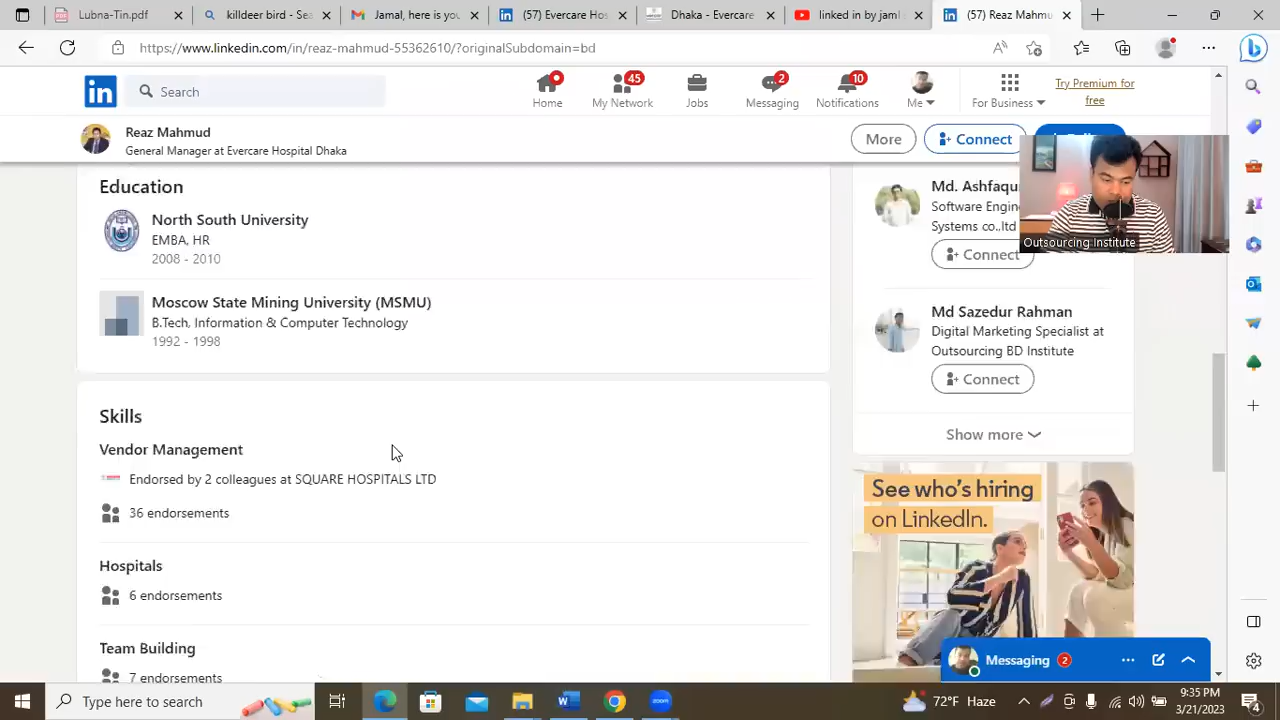 Lubna-Tin.pdf
killdeer bird - Sea
Jamal, here is you
(57) Evercare Hos
Dhaka - Evercare
linked in by jaml
(57) Reaz Mahmu
https://www.linkedin.com/in/reaz-mahmud-55362610/?originalSubdomain=bd
in
Search
45
2
10
Home
My Network
Jobs
Messaging
Notifications
Me
For Business
Try Premium for
free
Reaz Mahmud
General Manager at Evercare Hospital Dhaka
More
Connect
Education
North South University
EMBA, HR
2008 - 2010
Moscow State Mining University (MSMU)
B.Tech, Information & Computer Technology
1992 - 1998
Skills
Vendor Management
Endorsed by 2 colleagues at SQUARE HOSPITALS LTD
36 endorsements
Hospitals
6 endorsements
Team Building
7 endorsements
Md. Ashfaqu
Software Engin
Systems co.,ltd
Connect
Outsourcing Institute
Md Sazedur Rahman
Digital Marketing Specialist at
Outsourcing BD Institute
Connect
Show more
See who's hiring
on LinkedIn.
Messaging 2
Type here to search
zoom
72°F Haze
9:35 PM
3/21/2023
4